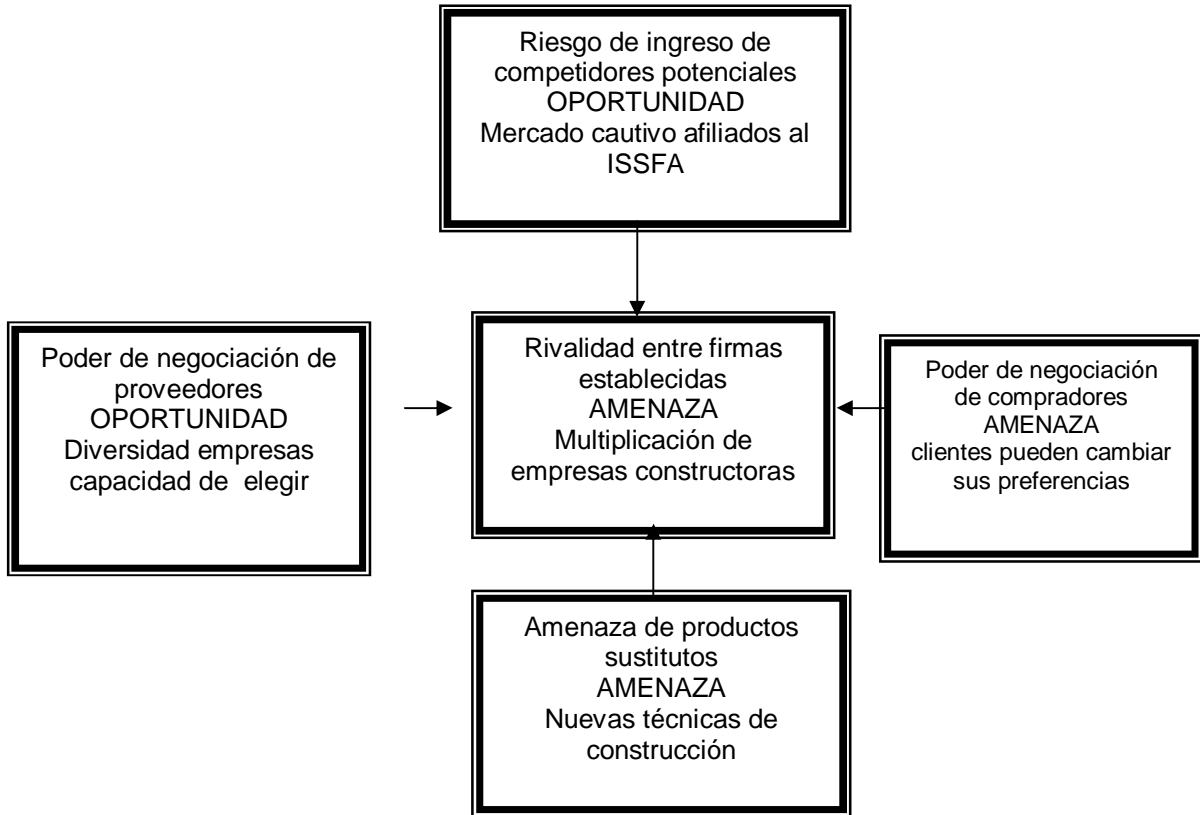 Riesgo de ingreso de
competidores potenciales
OPORTUNIDAD
Mercado cautivo afiliados al
ISSFA
Poder de negociación de
proveedores
OPORTUNIDAD
Diversidad empresas
capacidad de elegir
Rivalidad entre firmas
establecidas
AMENAZA
Multiplicación de
empresas constructoras
Poder de negociación
de compradores
AMENAZA
clientes pueden cambiar
sus preferencias
Amenaza de productos
sustitutos
AMENAZA
Nuevas técnicas de
construcción